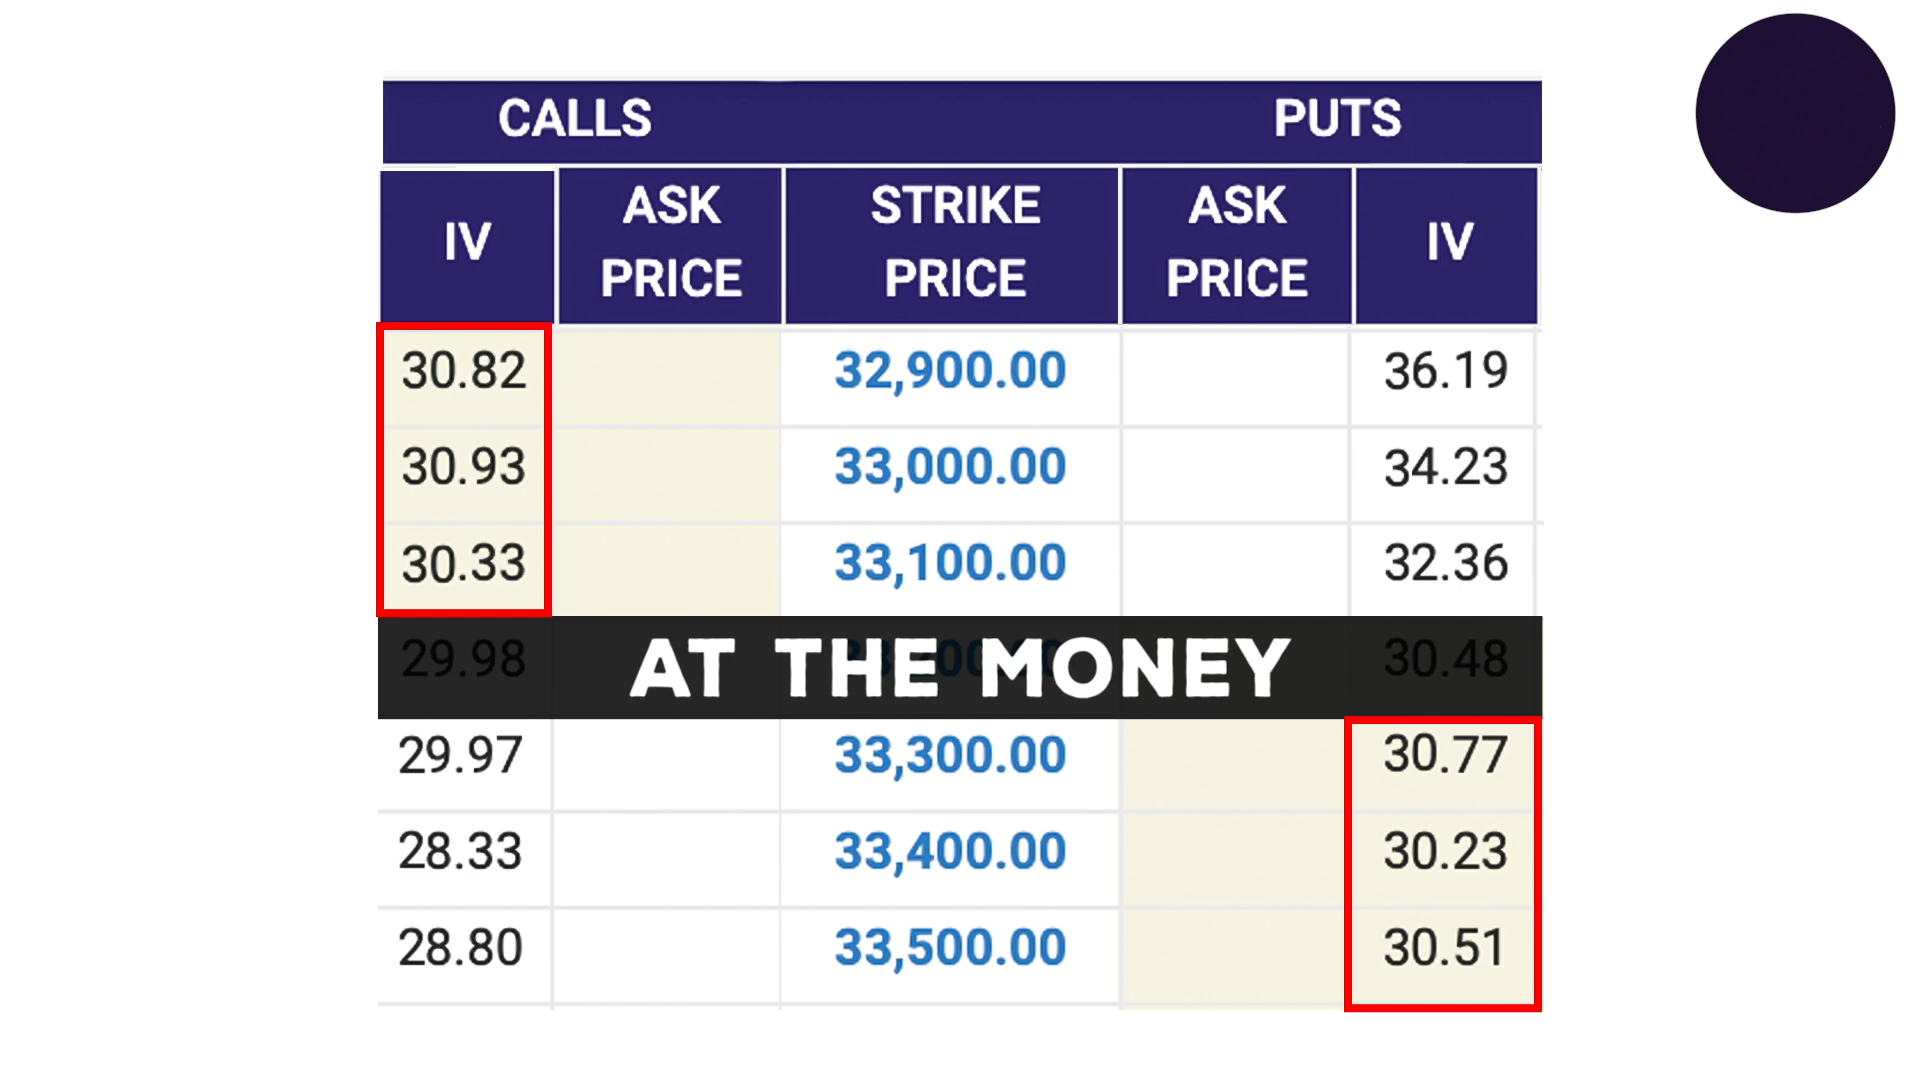 CALLS PUTS
IV ASK PRICE STRIKE PRICE ASK PRICE IV
30.82 32,900.00 36.19
30.93 33,000.00 34.23
30.33 33,100.00 32.36
29.98 AT THE MONEY 30.48
29.97 33,300.00 30.77
28.33 33,400.00 30.23
28.80 33,500.00 30.51